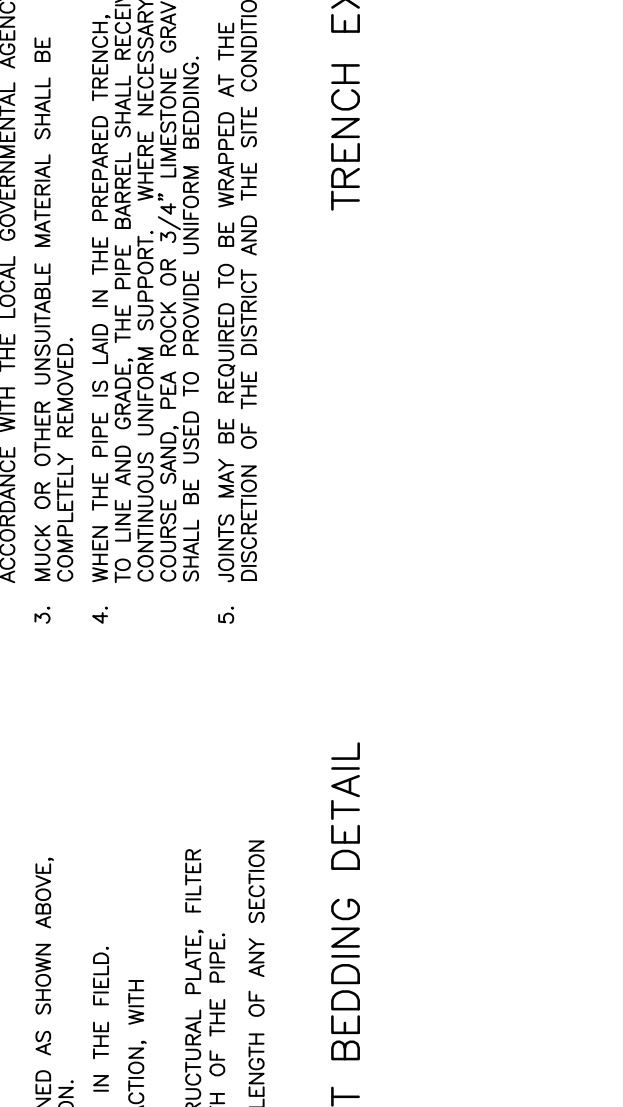 NED AS SHOWN ABOVE,
ON.
IN THE FIELD.
CTION, WITH
RUCTURAL PLATE, FILTER
H OF THE PIPE.
LENGTH OF ANY SECTION
T BEDDING DETAIL
ACCORDANCE WITH THE LOCAL GOVERNMENTAL AGENC
3. MUCK OR OTHER UNSUITABLE MATERIAL SHALL BE
COMPLETELY REMOVED.
4. WHEN THE PIPE IS LAID IN THE PREPARED TRENCH,
TO LINE AND GRADE, THE PIPE BARREL SHALL RECEI
CONTINUOUS UNIFORM SUPPORT. WHERE NECESSARY
COURSE SAND, PEA ROCK OR 3/4" LIMESTONE GRAV
SHALL BE USED TO PROVIDE UNIFORM BEDDING.
5. JOINTS MAY BE REQUIRED TO BE WRAPPED AT THE
DISCRETION OF THE DISTRICT AND THE SITE CONDITIO
TRENCH EX